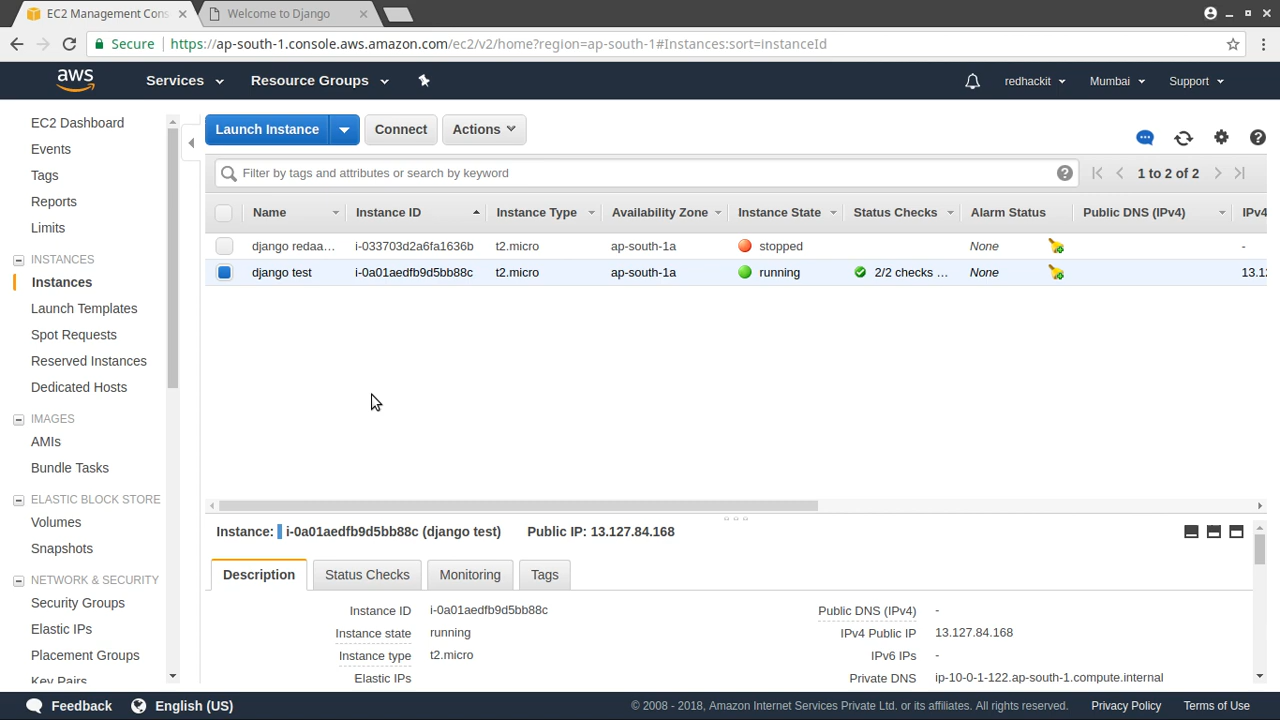 EC2 Management Cons
Welcome to Django
Secure
https://ap-south-1.console.aws.amazon.com/ec2/v2/home?region=ap-south-1#Instances:sort=instanceId
aws
Services
Resource Groups
redhackit
Mumbai
Support
EC2 Dashboard
Events
Tags
Reports
Limits
INSTANCES
Instances
Launch Templates
Spot Requests
Reserved Instances
Dedicated Hosts
IMAGES
AMIs
Bundle Tasks
ELASTIC BLOCK STORE
Volumes
Snapshots
NETWORK & SECURITY
Security Groups
Elastic IPs
Placement Groups
Key Pairs
Launch Instance
Connect
Actions
Filter by tags and attributes or search by keyword
1 to 2 of 2
Name Instance ID Instance Type Availability Zone Instance State Status Checks Alarm Status Public DNS (IPv4) IPv4
django redaa... i-033703d2a6fa1636b t2.micro ap-south-1a stopped None -
django test i-0a01aedfb9d5bb88c t2.micro ap-south-1a running 2/2 checks ... None 13.12
Instance: i-0a01aedfb9d5bb88c (django test) Public IP: 13.127.84.168
Description Status Checks Monitoring Tags
Instance ID i-0a01aedfb9d5bb88c Public DNS (IPv4) -
Instance state running IPv4 Public IP 13.127.84.168
Instance type t2.micro IPv6 IPs -
Elastic IPs Private DNS ip-10-0-1-122.ap-south-1.compute.internal
Feedback
English (US)
© 2008 - 2018, Amazon Internet Services Private Ltd. or its affiliates. All rights reserved.
Privacy Policy
Terms of Use